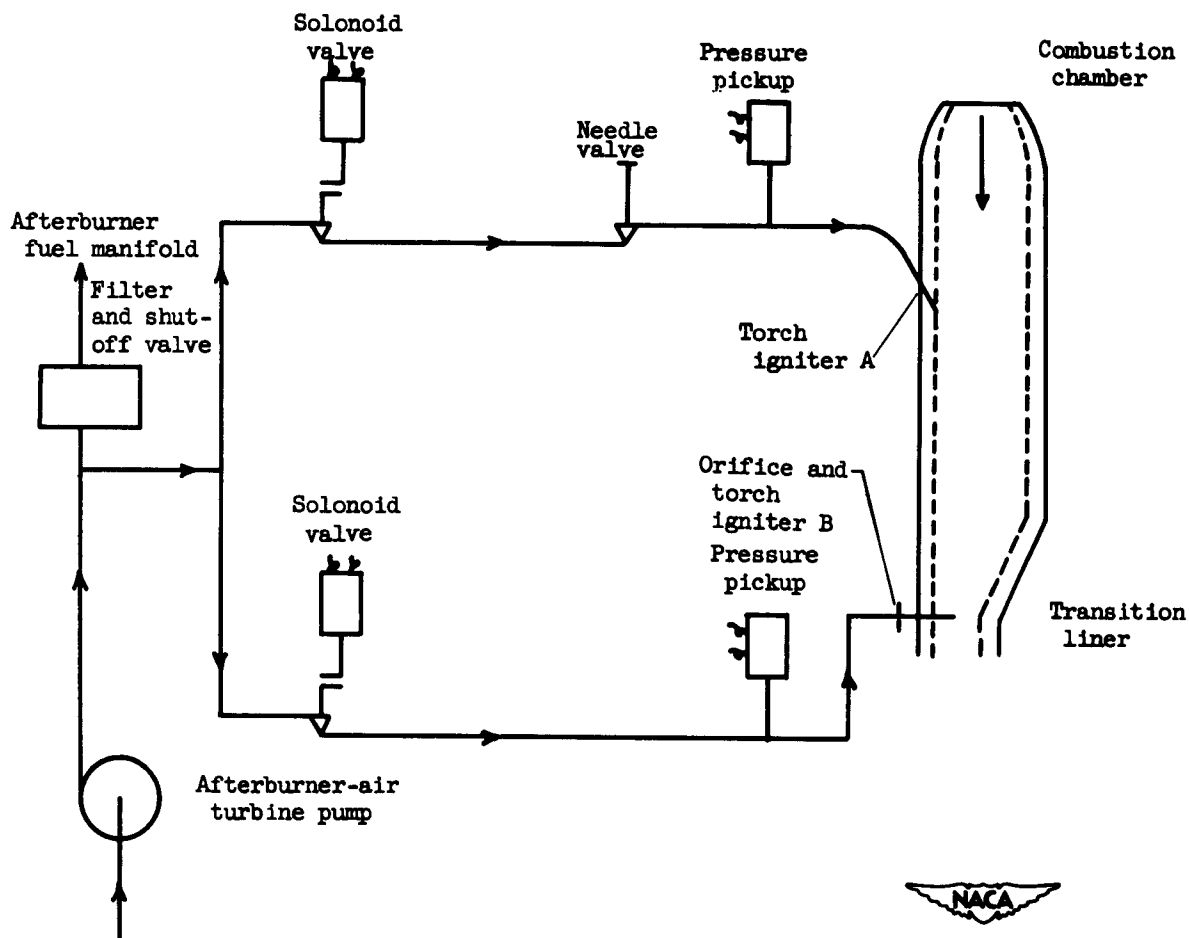 Solonoid
valve
Pressure
pickup
Combustion
chamber
Needle
valve
Afterburner
fuel manifold
Filter
and shut-
off valve
Torch
igniter A
Orifice and
torch
igniter B
Solonoid
valve
Pressure
pickup
Transition
liner
Afterburner-air
turbine pump
NACA